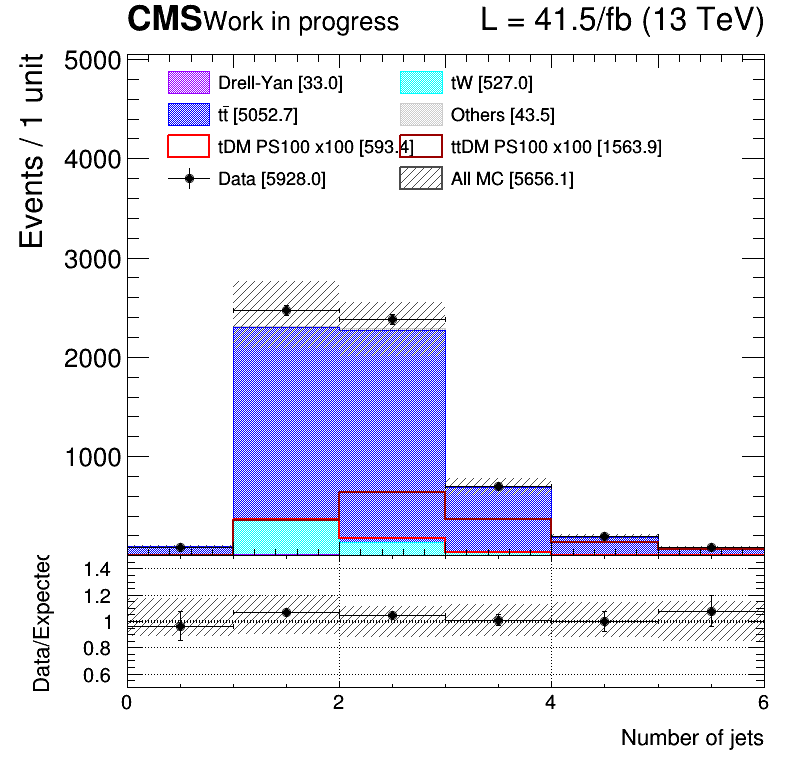 CMS Work in progress L = 41.5/fb (13 TeV)
Events / 1 unit
5000
4000
3000
2000
1000
Drell-Yan [33.0] tW [527.0]
tt̄ [5052.7] Others [43.5]
tDM PS100 x100 [593.4] ttDM PS100 x100 [1563.9]
Data [5928.0] All MC [5656.1]
Data/Expected
1.4
1.2
1
0.8
0.6
0 2 4 6
Number of jets